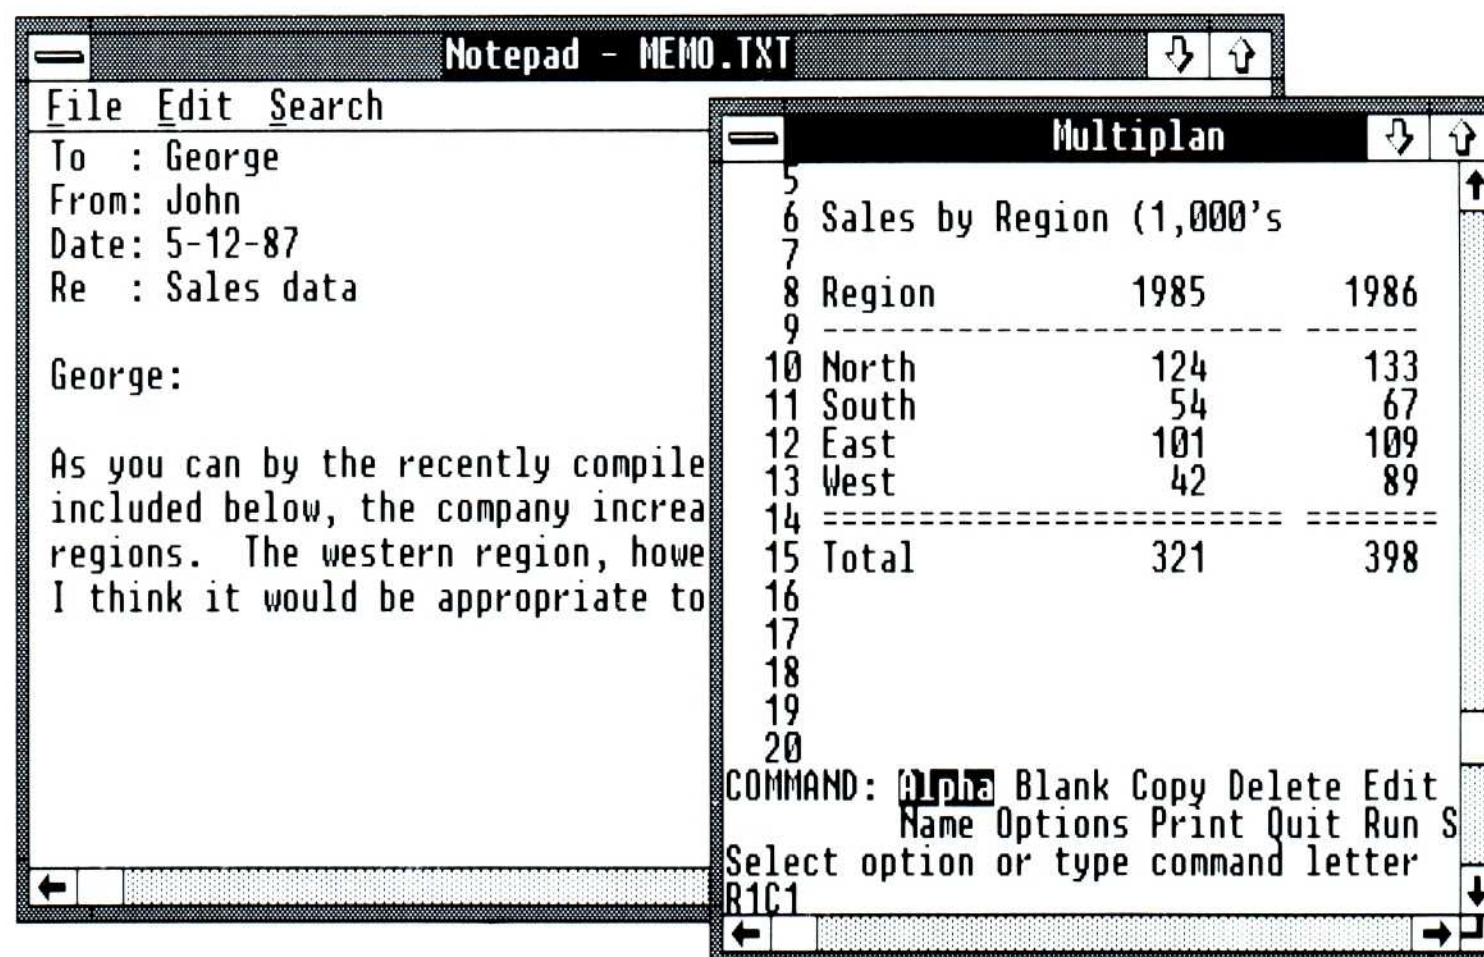 Notepad - MEMO.TXT
File Edit Search
To : George
From: John
Date: 5-12-87
Re : Sales data
George:
As you can by the recently compile
included below, the company increa
regions. The western region, howe
I think it would be appropriate to
Multiplan
5
6 Sales by Region (1,000's
7
8 Region 1985 1986
9 ------------------------- ------
10 North 124 133
11 South 54 67
12 East 101 109
13 West 42 89
14 ========================= =======
15 Total 321 398
16
17
18
19
20
COMMAND: Alpha Blank Copy Delete Edit
Name Options Print Quit Run S
Select option or type command letter
R1C1